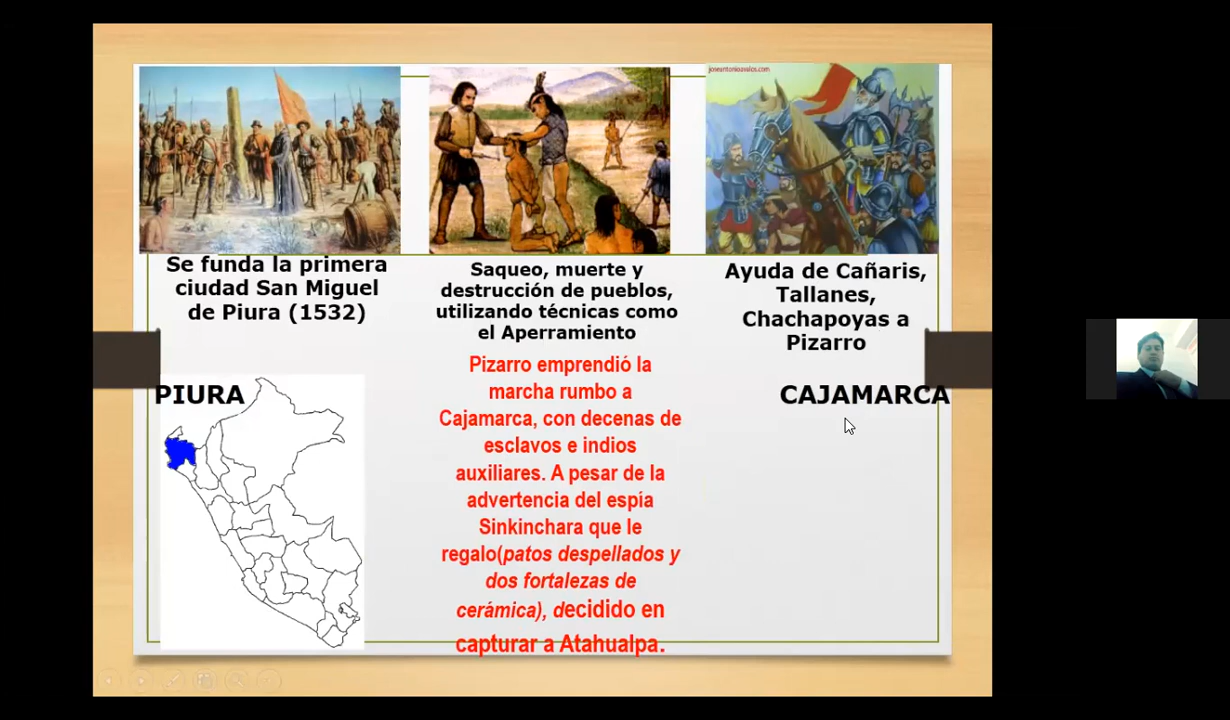 joseantonioavalos.com
Se funda la primera
ciudad San Miguel
de Piura (1532)
Saqueo, muerte y
destrucción de pueblos,
utilizando técnicas como
el Aperramiento
Ayuda de Cañaris,
Tallanes,
Chachapoyas a
Pizarro
PIURA
Pizarro emprendió la
marcha rumbo a
Cajamarca, con decenas de
esclavos e indios
auxiliares. A pesar de la
advertencia del espía
Sinkinchara que le
regalo(patos despellados y
dos fortalezas de
cerámica), decidido en
capturar a Atahualpa.
CAJAMARCA